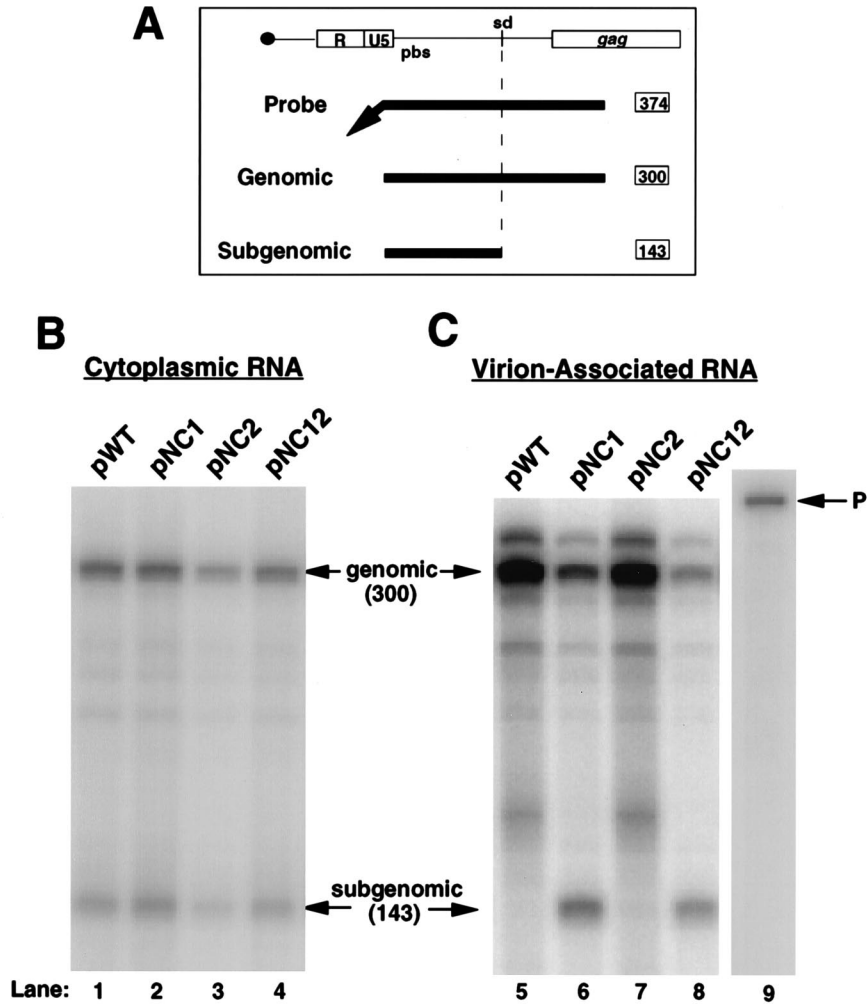 A
sd
R U5 gag
pbs
Probe 374
Genomic 300
Subgenomic 143
B
Cytoplasmic RNA
pWT pNC1 pNC2 pNC12
C
Virion-Associated RNA
pWT pNC1 pNC2 pNC12
P
genomic
(300)
subgenomic
(143)
Lane: 1 2 3 4 5 6 7 8 9